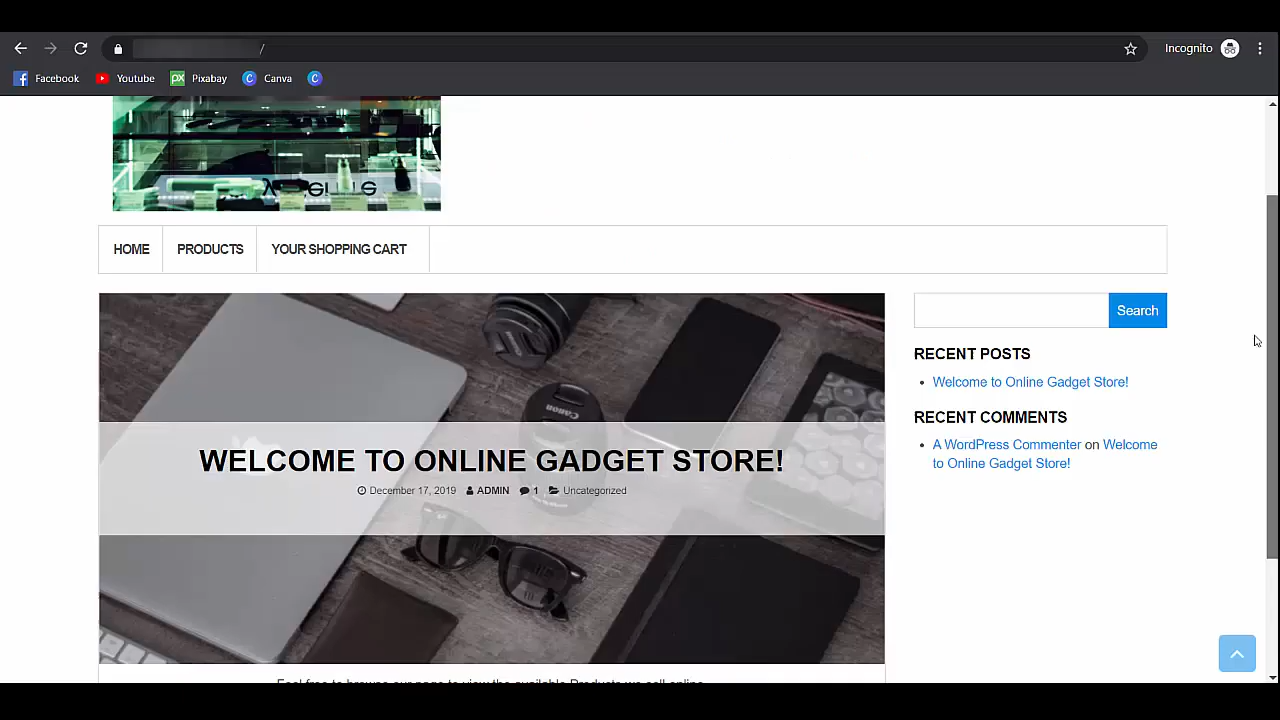 /
Incognito
Facebook
Youtube
Pixabay
Canva
HOME
PRODUCTS
YOUR SHOPPING CART
Search
RECENT POSTS
Welcome to Online Gadget Store!
RECENT COMMENTS
A WordPress Commenter on Welcome
to Online Gadget Store!
Canon
WELCOME TO ONLINE GADGET STORE!
December 17, 2019 ADMIN 1 Uncategorized
Feel free to browse our page to view the available Products we sell online